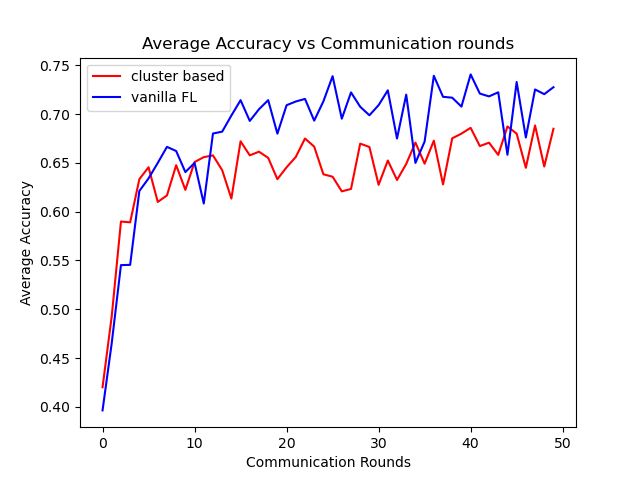 Average Accuracy vs Communication rounds
cluster based
vanilla FL
0.75
0.70
0.65
0.60
0.55
0.50
0.45
0.40
Average Accuracy
0 10 20 30 40 50
Communication Rounds